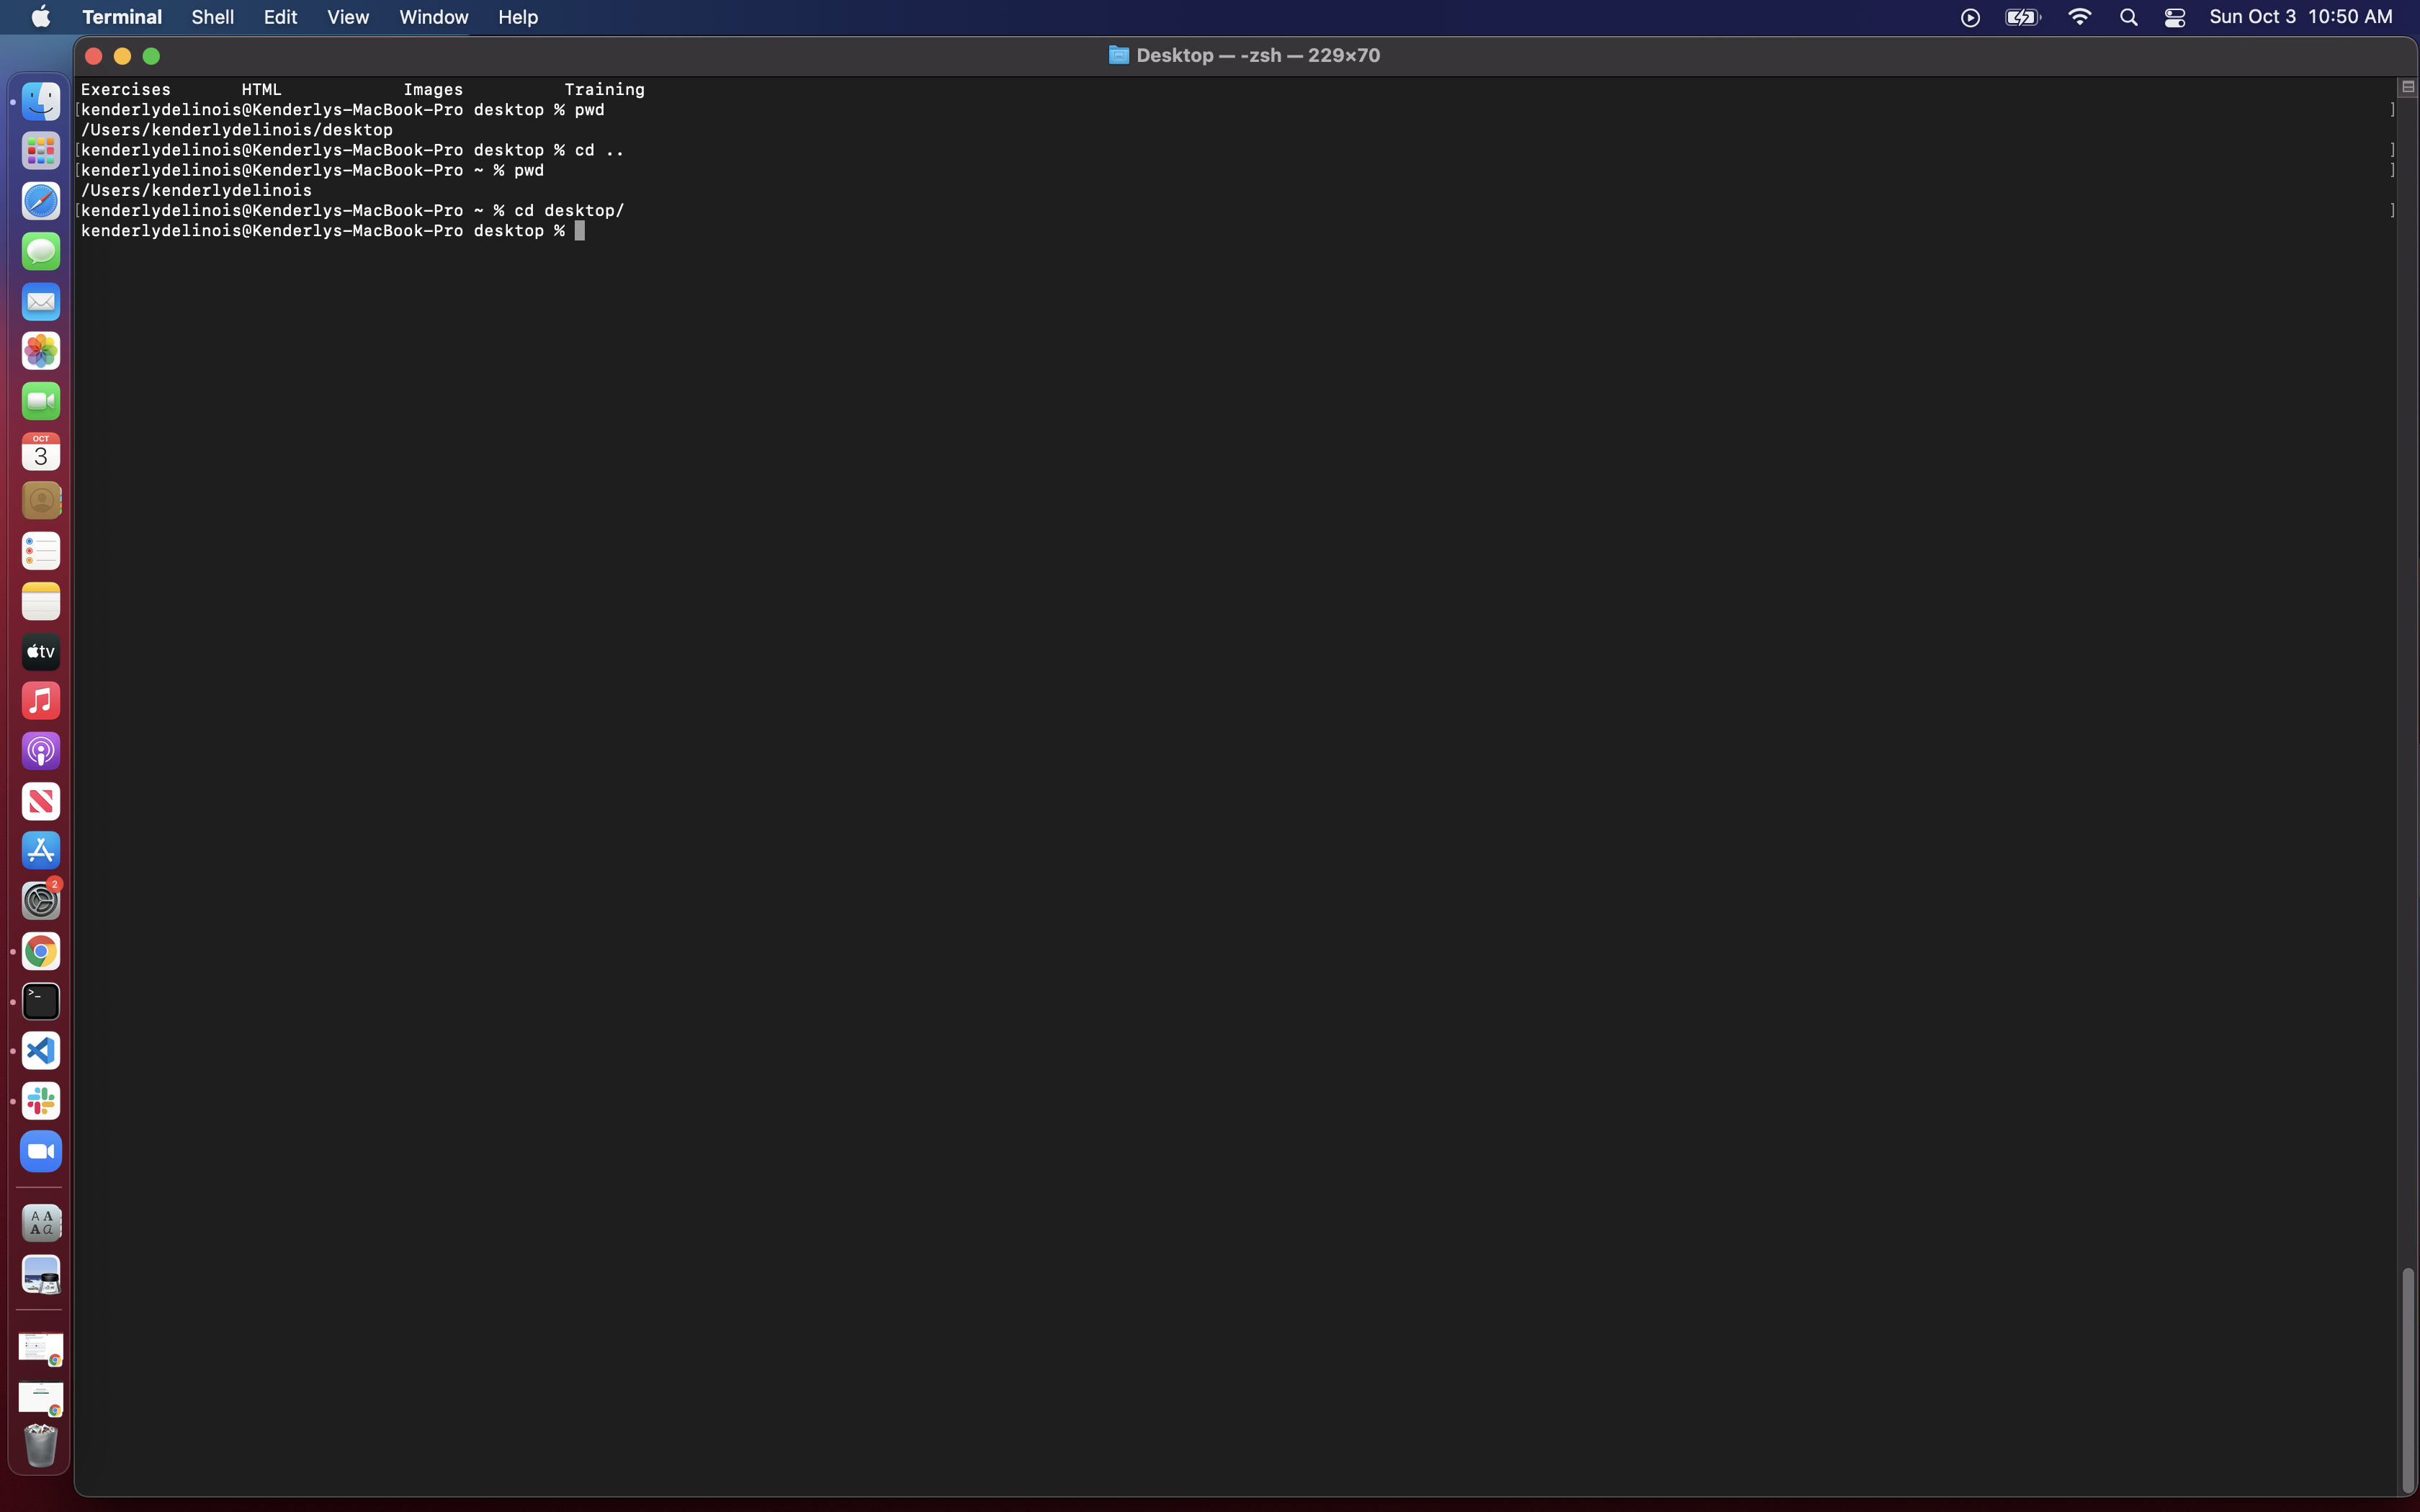 Terminal Shell Edit View Window Help Sun Oct 3 10:50 AM
Desktop — -zsh — 229×70
Exercises HTML Images Training
[kenderlydelinois@Kenderlys-MacBook-Pro desktop % pwd ]
/Users/kenderlydelinois/desktop
[kenderlydelinois@Kenderlys-MacBook-Pro desktop % cd .. ]
[kenderlydelinois@Kenderlys-MacBook-Pro ~ % pwd ]
/Users/kenderlydelinois
[kenderlydelinois@Kenderlys-MacBook-Pro ~ % cd desktop/ ]
kenderlydelinois@Kenderlys-MacBook-Pro desktop %
OCT
3
tv
2
>_
A A
A a